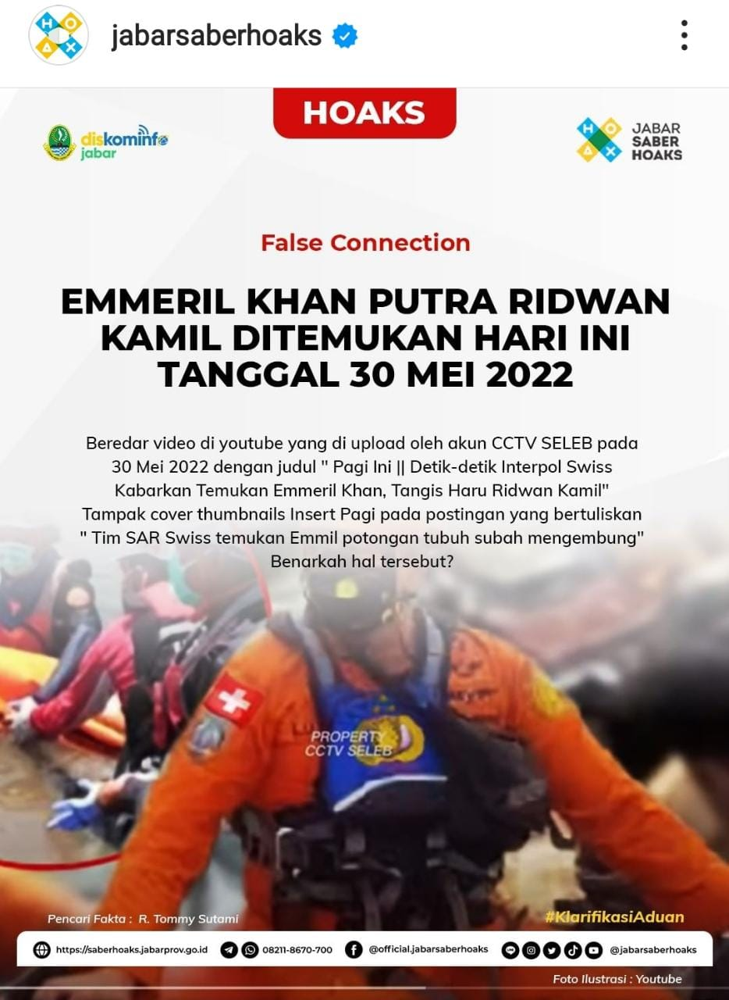 jabarsaberhoaks
HOAKS
diskominfo
jabar
H O
A X
JABAR
SABER
HOAKS
False Connection
EMMERIL KHAN PUTRA RIDWAN
KAMIL DITEMUKAN HARI INI
TANGGAL 30 MEI 2022
Beredar video di youtube yang di upload oleh akun CCTV SELEB pada
30 Mei 2022 dengan judul " Pagi Ini || Detik-detik Interpol Swiss
Kabarkan Temukan Emmeril Khan, Tangis Haru Ridwan Kamil"
Tampak cover thumbnails Insert Pagi pada postingan yang bertuliskan
" Tim SAR Swiss temukan Emmil potongan tubuh subah mengembung"
Benarkah hal tersebut?
PROPERTY
CCTV SELEB
Pencari Fakta : R. Tommy Sutami
#KlarifikasiAduan
https://saberhoaks.jabarprov.go.id 08211-8670-700 @official.jabarsaberhoaks @jabarsaberhoaks
Foto Ilustrasi : Youtube